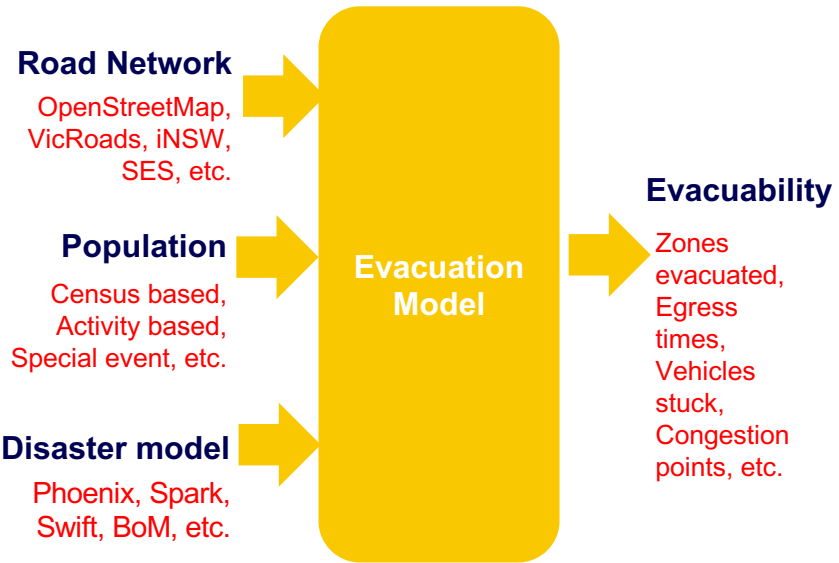 Road Network
OpenStreetMap,
VicRoads, iNSW,
SES, etc.
Population
Census based,
Activity based,
Special event, etc.
Disaster model
Phoenix, Spark,
Swift, BoM, etc.
Evacuation
Model
Evacuability
Zones
evacuated,
Egress
times,
Vehicles
stuck,
Congestion
points, etc.